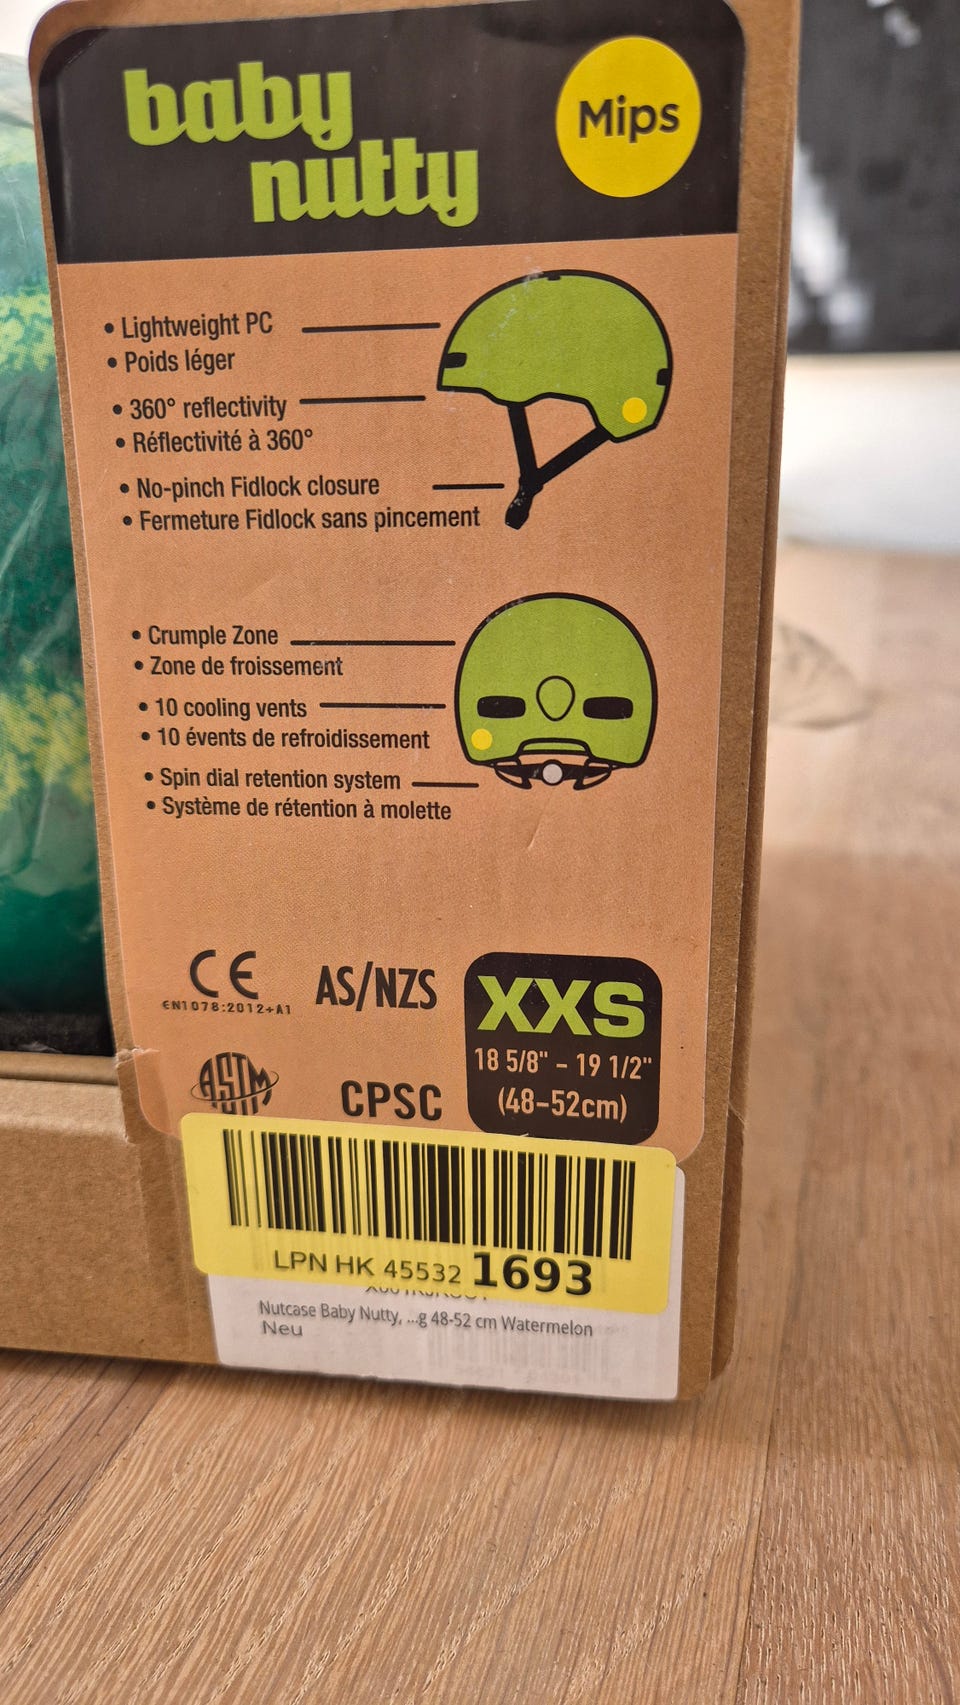 baby
nutty
Mips
• Lightweight PC
• Poids léger
• 360° reflectivity
• Réflectivité à 360°
• No-pinch Fidlock closure
• Fermeture Fidlock sans pincement
• Crumple Zone
• Zone de froissement
• 10 cooling vents
• 10 évents de refroidissement
• Spin dial retention system
• Système de rétention à molette
CE
EN1078:2012+A1
AS/NZS
ASTM
CPSC
XXS
18 5/8" – 19 1/2"
(48–52cm)
LPN HK 45532 1693
Nutcase Baby Nutty, ...g 48-52 cm Watermelon
Neu